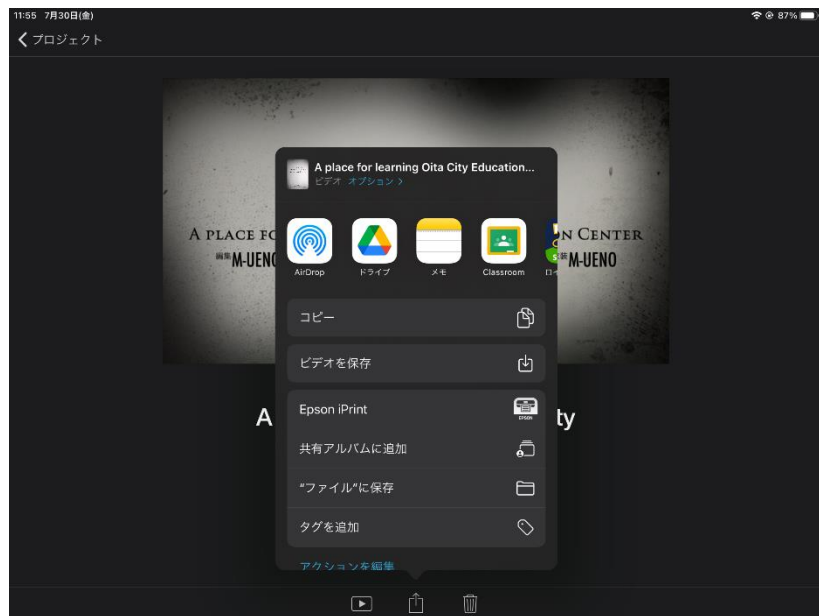 11:55 7月30日(金)
87%
プロジェクト
A place for learning Oita City Education...
ビデオ オプション
A PLACE FO
N CENTER
編集 M-UENO
M-UENO
AirDrop
ドライブ
メモ
Classroom
ロイ
コピー
ビデオを保存
Epson iPrint
EPSON
A
ty
共有アルバムに追加
"ファイル"に保存
タグを追加
アクションを編集